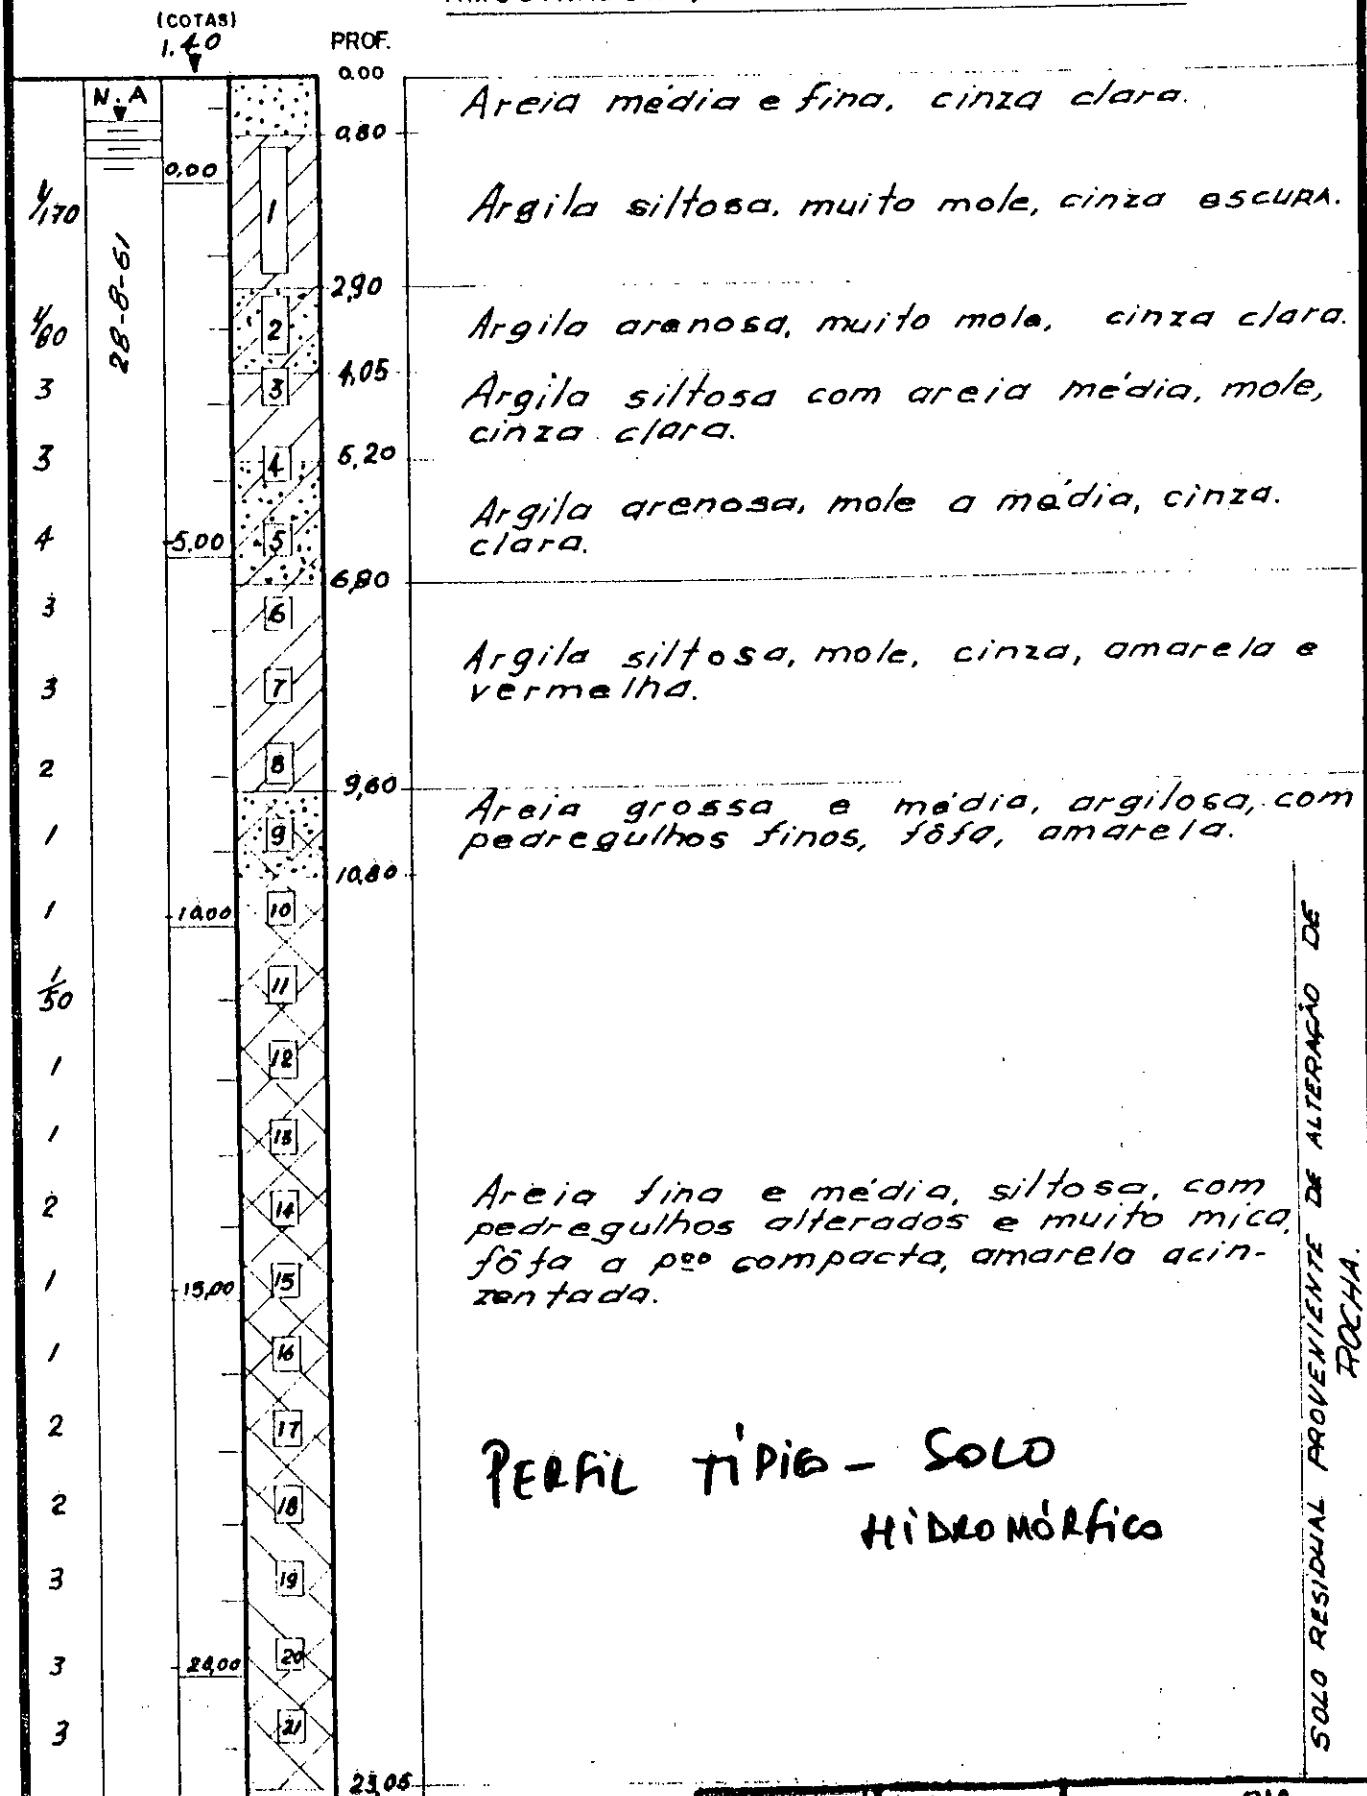 (COTAS)
1.40
PROF.
0.00
N.A
Areia média e fina, cinza clara.
0,80
0,00
1/170
1
Argila siltosa, muito mole, cinza escura.
28-8-61
2,90
1/80
2
Argila arenosa, muito mole, cinza clara.
4,05
3
3
Argila siltosa com areia média, mole,
cinza clara.
3
4
5,20
Argila arenosa, mole a média, cinza.
clara.
4
-5,00
5
6,80
3
6
Argila siltosa, mole, cinza, amarela e
vermelha.
3
7
2
8
9,60
Areia grossa e média, argilosa, com
pedregulhos finos, fôfa, amarela.
1
9
10,80
1
-10,00
10
1/50
11
1
12
1
13
Areia fina e média, siltosa, com
pedregulhos alterados e muito mica,
fôfa a pco compacta, amarela acin-
zentada.
2
14
1
-15,00
15
1
16
2
17
PERFIL TÍPICO - SOLO
HIDROMÓRFICO
2
18
3
19
3
-20,00
20
3
21
23,05
SOLO RESIDUAL PROVENIENTE DE ALTERAÇÃO DE
ROCHA.